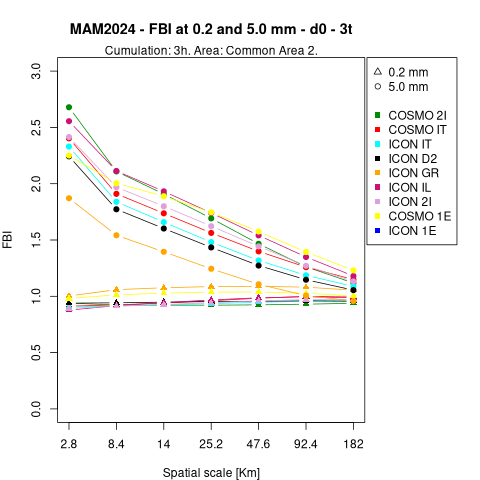 MAM2024 - FBI at 0.2 and 5.0 mm - d0 - 3t
Cumulation: 3h. Area: Common Area 2.
FBI
3.0
2.5
2.0
1.5
1.0
0.5
0.0
2.8 8.4 14 25.2 47.6 92.4 182
Spatial scale [Km]
0.2 mm
5.0 mm
COSMO 2I
COSMO IT
ICON IT
ICON D2
ICON GR
ICON IL
ICON 2I
COSMO 1E
ICON 1E